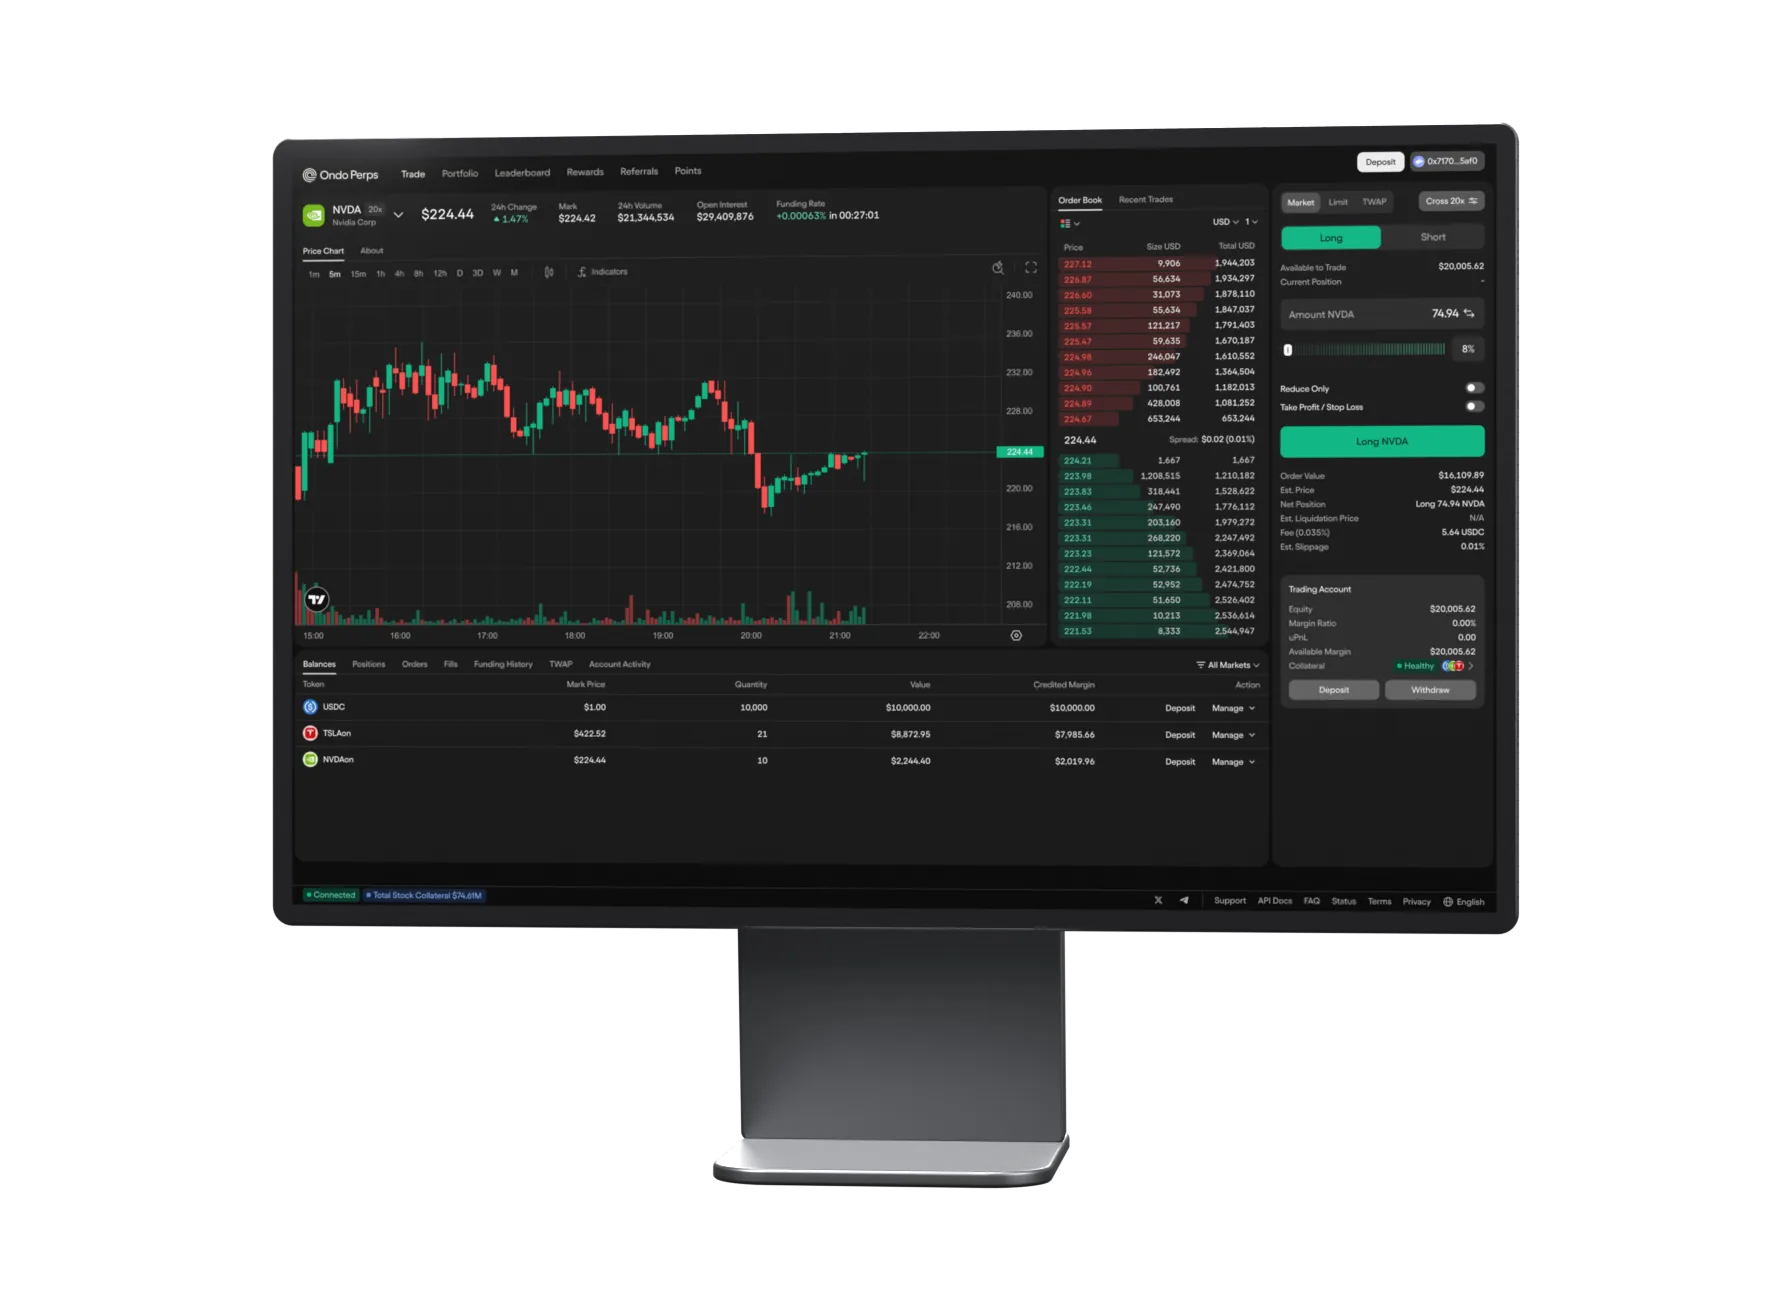 Ondo Perps Trade Portfolio Leaderboard Rewards Referrals Points Deposit 0x7170...5ef0
NVDA 20x
Nvidia Corp
$224.44
24h Change
1.47%
Mark
$224.42
24h Volume
$21,344,534
Open Interest
$29,409,876
Funding Rate
+0.00063% in 00:27:01
Price Chart About
1m 5m 15m 1h 4h 8h 12h D 3D W M Indicators
240.00
236.00
232.00
228.00
224.44
220.00
216.00
212.00
208.00
15:00 16:00 17:00 18:00 19:00 20:00 21:00 22:00
Order Book Recent Trades
USD 1
Price Size USD Total USD
227.12 9,906 1,944,203
226.87 56,634 1,934,297
226.60 31,073 1,878,110
225.58 55,634 1,847,037
225.57 121,217 1,791,403
225.47 59,635 1,670,187
224.98 246,047 1,610,552
224.96 182,492 1,364,504
224.90 100,761 1,182,013
224.89 428,008 1,081,252
224.67 653,244 653,244
224.44 Spread: $0.02 (0.01%)
224.21 1,667 1,667
223.98 1,208,515 1,210,182
223.83 318,441 1,528,622
223.46 247,490 1,776,112
223.31 203,160 1,979,272
223.31 268,220 2,247,492
223.23 121,572 2,369,064
222.44 52,736 2,421,800
222.19 52,952 2,474,752
222.11 51,650 2,526,402
221.98 10,213 2,536,614
221.53 8,333 2,544,947
Market Limit TWAP Cross 20x
Long Short
Available to Trade $20,005.62
Current Position -
Amount NVDA 74.94
8%
Reduce Only
Take Profit / Stop Loss
Long NVDA
Order Value $16,109.89
Est. Price $224.44
Net Position Long 74.94 NVDA
Est. Liquidation Price N/A
Fee (0.035%) 5.64 USDC
Est. Slippage 0.01%
Trading Account
Equity $20,005.62
Margin Ratio 0.00%
uPnL 0.00
Available Margin $20,005.62
Collateral Healthy
Deposit Withdraw
Balances Positions Orders Fills Funding History TWAP Account Activity All Markets
Token Mark Price Quantity Value Credited Margin Action
USDC $1.00 10,000 $10,000.00 $10,000.00 Deposit Manage
TSLAon $422.52 21 $8,872.95 $7,985.66 Deposit Manage
NVDAon $224.44 10 $2,244.40 $2,019.96 Deposit Manage
Connected Total Stock Collateral $74.61M Support API Docs FAQ Status Terms Privacy English